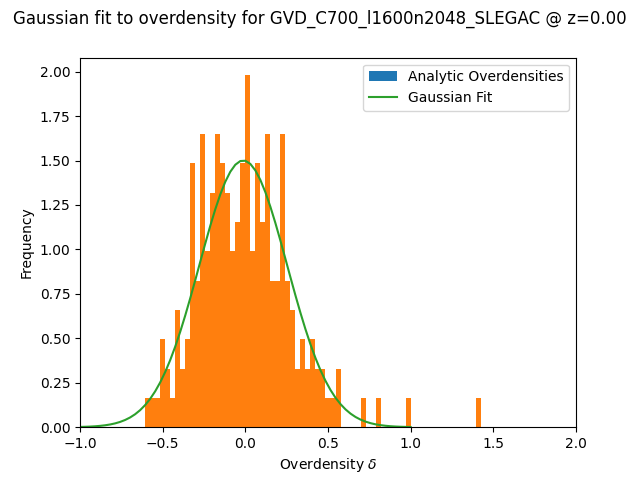 Gaussian fit to overdensity for GVD_C700_l1600n2048_SLEGAC @ z=0.00
Analytic Overdensities
Gaussian Fit
Frequency
2.00
1.75
1.50
1.25
1.00
0.75
0.50
0.25
0.00
−1.0 −0.5 0.0 0.5 1.0 1.5 2.0
Overdensity δ